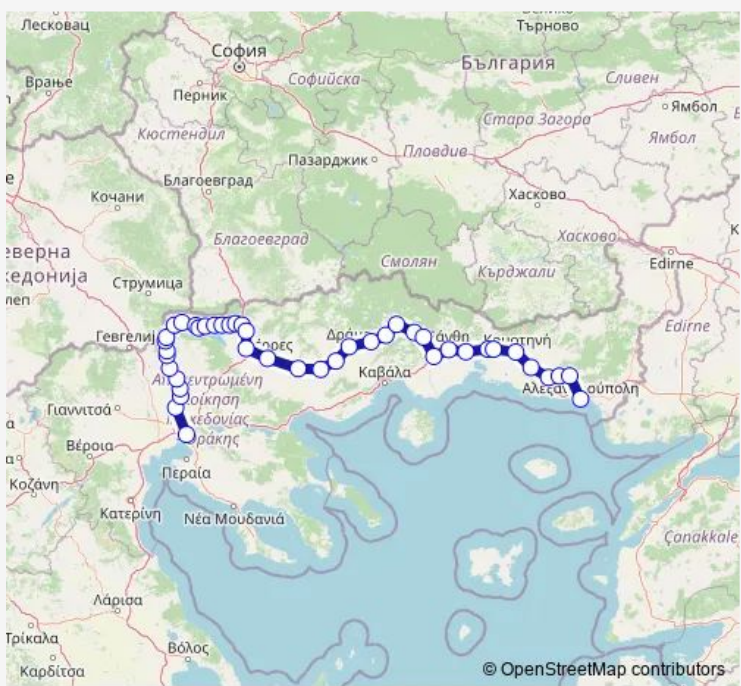 Лесковац
Велико
Търново
София
България
Софийска
Сливен
Врање
Перник
Ямбол
Кюстендил
Стара Загора
Ямбол
Пазарджик
Пловдив
Благоевград
Хасково
Кочани
Благоевград
Хасково
Edirne
Смолян
Кърджали
Струмица
Edirne
Καβάλα
Γιαννιτσά
Βέροια
Περαία
Κοζάνη
Κατερίνη
Νέα Μουδανιά
Çanakkale
Λάρισα
Τρίκαλα
Βόλος
Καρδίτσα
© OpenStreetMap contributors